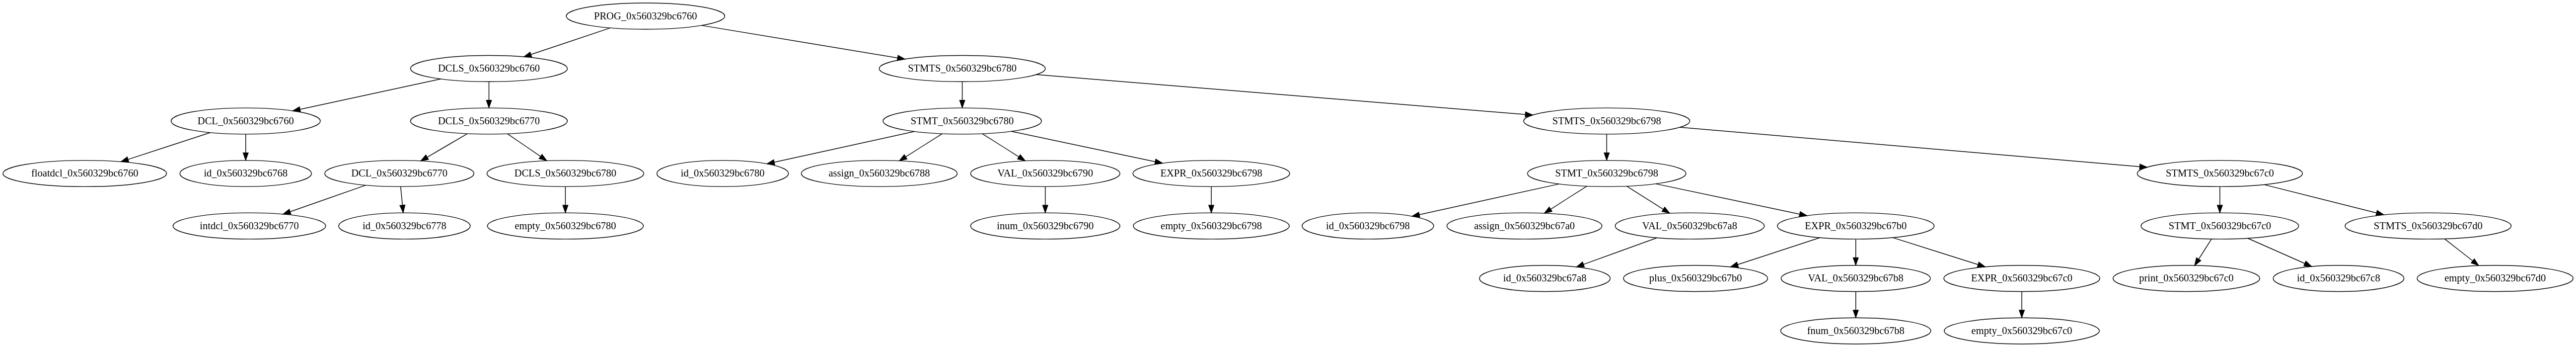 PROG_0x560329bc6760
DCLS_0x560329bc6760
STMTS_0x560329bc6780
DCL_0x560329bc6760
DCLS_0x560329bc6770
STMT_0x560329bc6780
STMTS_0x560329bc6798
floatdcl_0x560329bc6760
id_0x560329bc6768
DCL_0x560329bc6770
DCLS_0x560329bc6780
id_0x560329bc6780
assign_0x560329bc6788
VAL_0x560329bc6790
EXPR_0x560329bc6798
STMT_0x560329bc6798
STMTS_0x560329bc67c0
intdcl_0x560329bc6770
id_0x560329bc6778
empty_0x560329bc6780
inum_0x560329bc6790
empty_0x560329bc6798
id_0x560329bc6798
assign_0x560329bc67a0
VAL_0x560329bc67a8
EXPR_0x560329bc67b0
STMT_0x560329bc67c0
STMTS_0x560329bc67d0
id_0x560329bc67a8
plus_0x560329bc67b0
VAL_0x560329bc67b8
EXPR_0x560329bc67c0
print_0x560329bc67c0
id_0x560329bc67c8
empty_0x560329bc67d0
fnum_0x560329bc67b8
empty_0x560329bc67c0